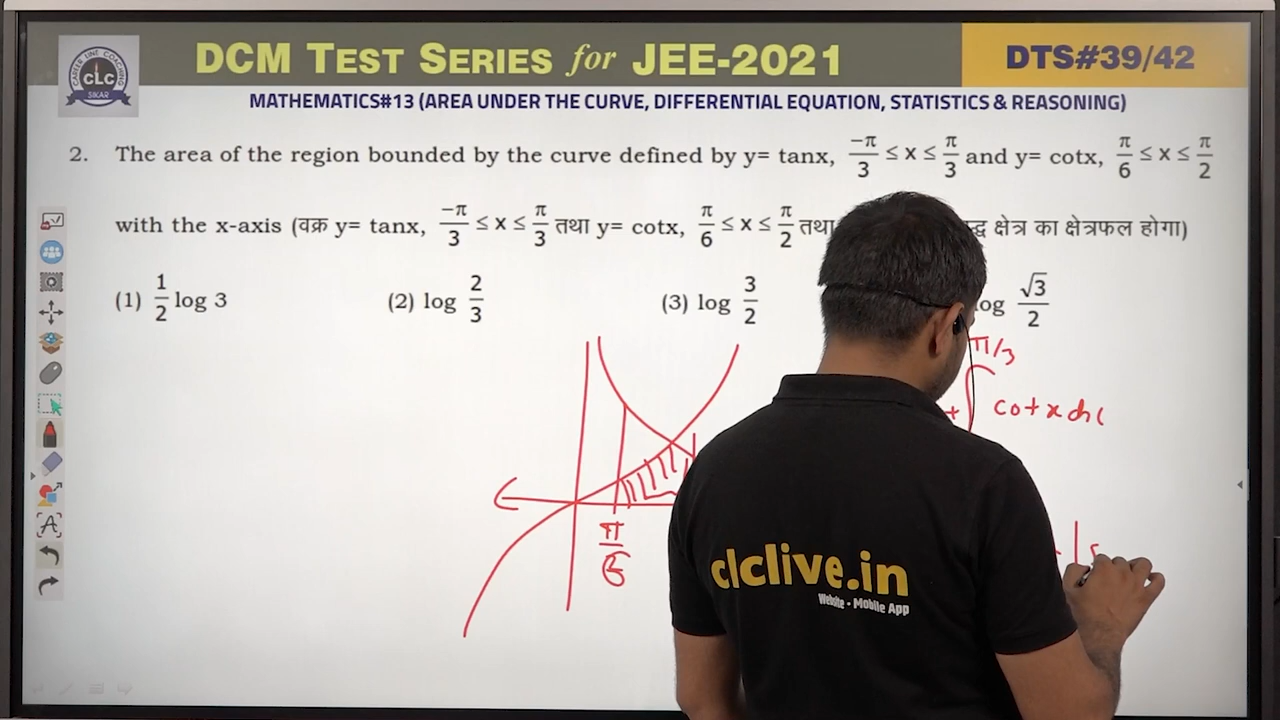 DCM TEST SERIES for JEE-2021
DTS#39/42
CAREER LINE COACHING
CLC
SIKAR
MATHEMATICS#13 (AREA UNDER THE CURVE, DIFFERENTIAL EQUATION, STATISTICS & REASONING)
2. The area of the region bounded by the curve defined by y= tanx, -π/3 ≤ x ≤ π/3 and y= cotx, π/6 ≤ x ≤ π/2
with the x-axis (वक्र y= tanx, -π/3 ≤ x ≤ π/3 तथा y= cotx, π/6 ≤ x ≤ π/2 तथा क्षेत्र का क्षेत्रफल होगा)
(1) 1/2 log 3 (2) log 2/3 (3) log 3/2 √3/2
π/3
+ ∫ cotx dx
π/6
clclive.in
Website • Mobile App